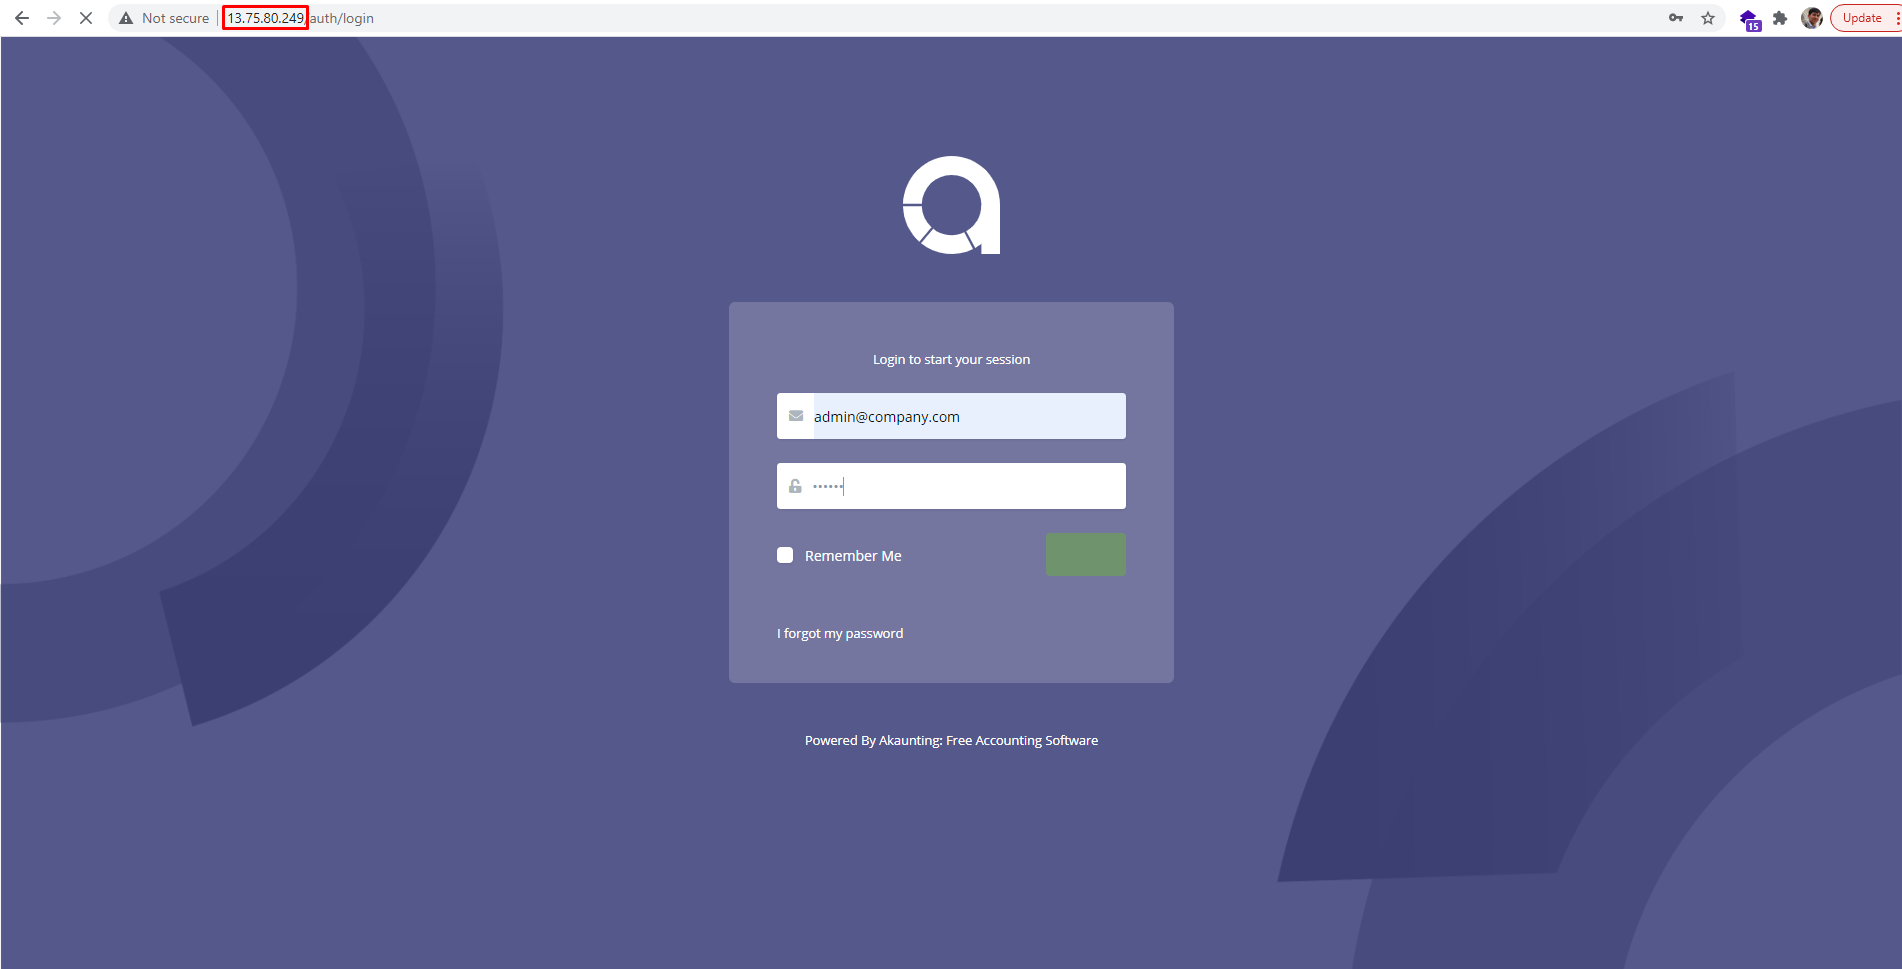 Not secure | 13.75.80.249/auth/login
15
Update
Login to start your session
admin@company.com
••••••
Remember Me
I forgot my password
Powered By Akaunting: Free Accounting Software